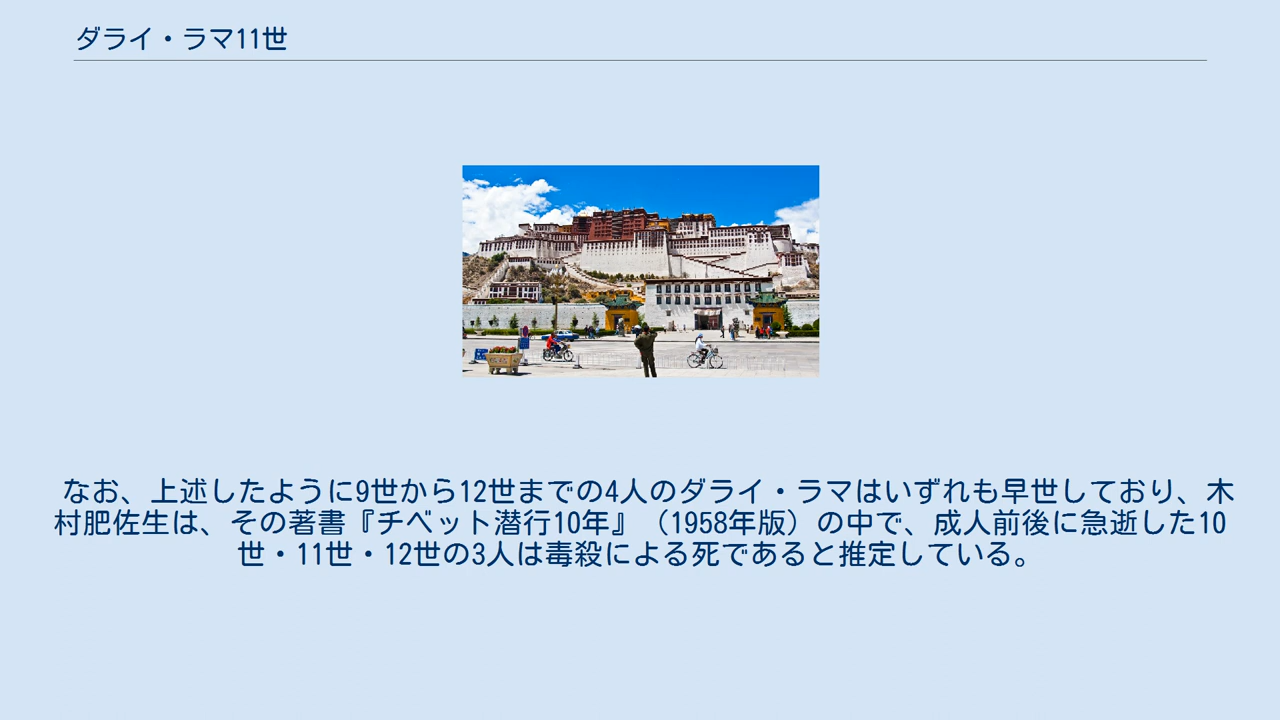 ダライ・ラマ11世
なお、上述したように9世から12世までの4人のダライ・ラマはいずれも早世しており、木
村肥佐生は、その著書『チベット潜行10年』（1958年版）の中で、成人前後に急逝した10
世・11世・12世の3人は毒殺による死であると推定している。